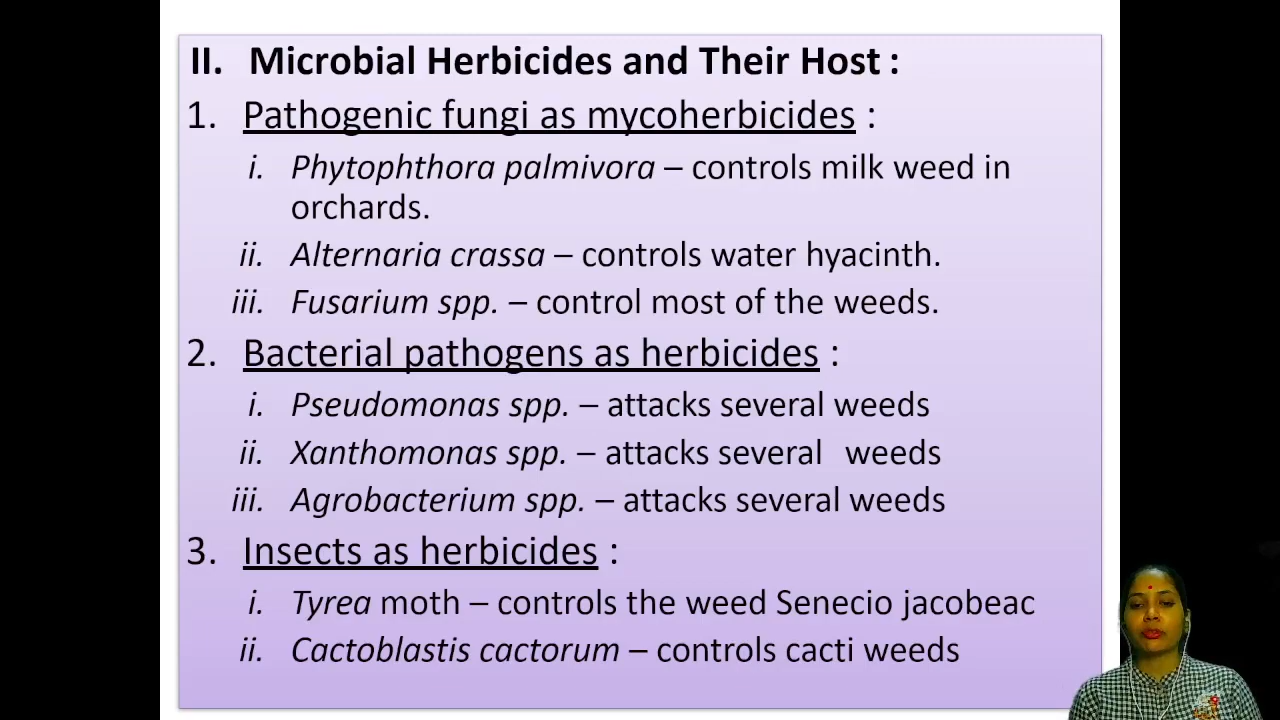 II. Microbial Herbicides and Their Host :
1. Pathogenic fungi as mycoherbicides :
i. Phytophthora palmivora – controls milk weed in
orchards.
ii. Alternaria crassa – controls water hyacinth.
iii. Fusarium spp. – control most of the weeds.
2. Bacterial pathogens as herbicides :
i. Pseudomonas spp. – attacks several weeds
ii. Xanthomonas spp. – attacks several weeds
iii. Agrobacterium spp. – attacks several weeds
3. Insects as herbicides :
i. Tyrea moth – controls the weed Senecio jacobeac
ii. Cactoblastis cactorum – controls cacti weeds